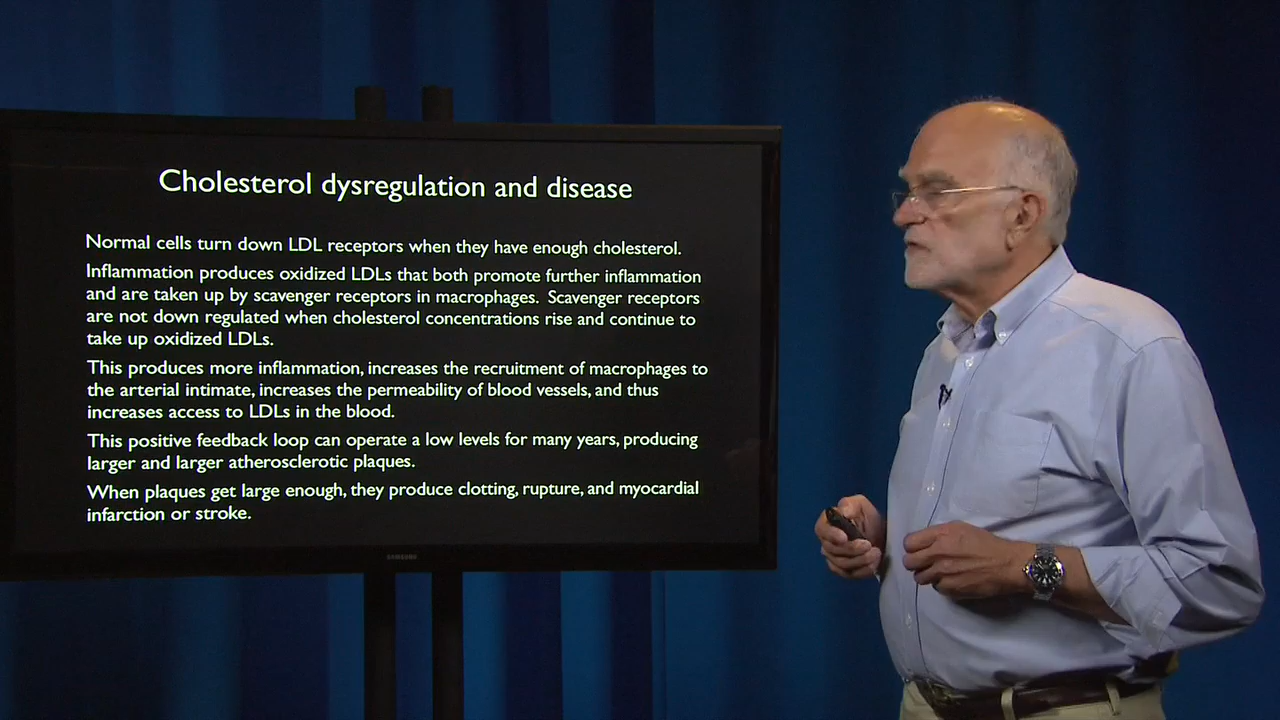 Cholesterol dysregulation and disease
Normal cells turn down LDL receptors when they have enough cholesterol.
Inflammation produces oxidized LDLs that both promote further inflammation
and are taken up by scavenger receptors in macrophages. Scavenger receptors
are not down regulated when cholesterol concentrations rise and continue to
take up oxidized LDLs.
This produces more inflammation, increases the recruitment of macrophages to
the arterial intimate, increases the permeability of blood vessels, and thus
increases access to LDLs in the blood.
This positive feedback loop can operate a low levels for many years, producing
larger and larger atherosclerotic plaques.
When plaques get large enough, they produce clotting, rupture, and myocardial
infarction or stroke.
SAMSUNG